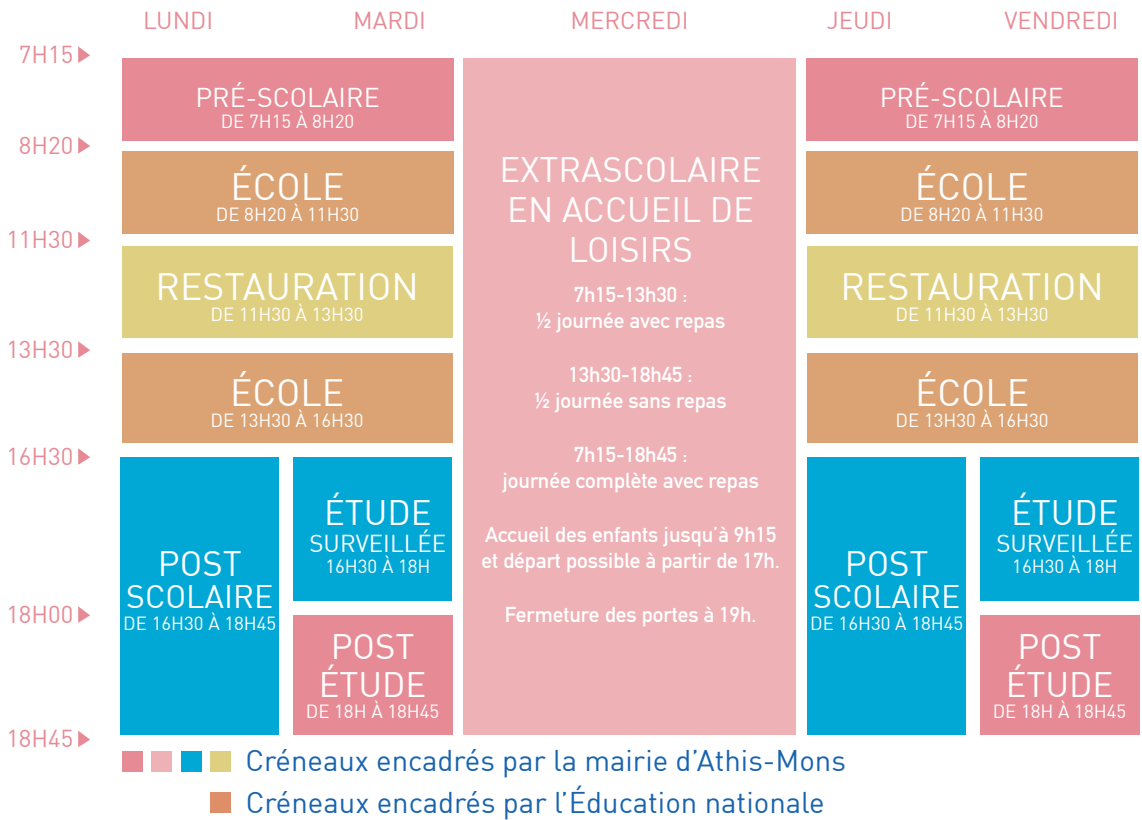 LUNDI MARDI MERCREDI JEUDI VENDREDI
7H15
8H20
11H30
13H30
16H30
18H00
18H45
PRÉ-SCOLAIRE
DE 7H15 À 8H20
ÉCOLE
DE 8H20 À 11H30
RESTAURATION
DE 11H30 À 13H30
ÉCOLE
DE 13H30 À 16H30
POST
SCOLAIRE
DE 16H30 À 18H45
ÉTUDE
SURVEILLÉE
16H30 À 18H
POST
ÉTUDE
DE 18H À 18H45
EXTRASCOLAIRE
EN ACCUEIL DE
LOISIRS
7h15-13h30 :
½ journée avec repas
13h30-18h45 :
½ journée sans repas
7h15-18h45 :
journée complète avec repas
Accueil des enfants jusqu'à 9h15
et départ possible à partir de 17h.
Fermeture des portes à 19h.
PRÉ-SCOLAIRE
DE 7H15 À 8H20
ÉCOLE
DE 8H20 À 11H30
RESTAURATION
DE 11H30 À 13H30
ÉCOLE
DE 13H30 À 16H30
POST
SCOLAIRE
DE 16H30 À 18H45
ÉTUDE
SURVEILLÉE
16H30 À 18H
POST
ÉTUDE
DE 18H À 18H45
Créneaux encadrés par la mairie d'Athis-Mons
Créneaux encadrés par l'Éducation nationale